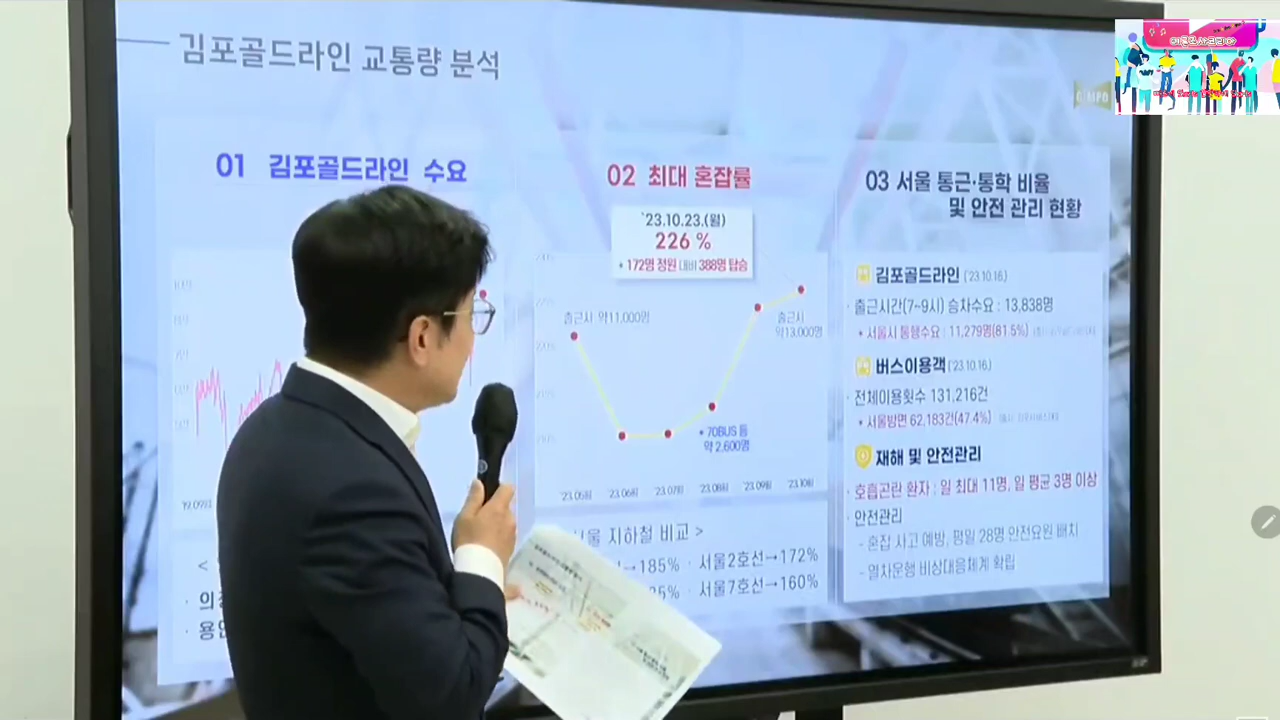 김포골드라인 교통량 분석
01 김포골드라인 수요
02 최대 혼잡률
`23.10.23.(월)
226 %
* 172명 정원 대비 388명 탑승
출근시 약11,000명
출근시
약13,000명
* 70BUS 등
약 2,600명
'23.05월 '23.06월 '23.07월 '23.08월 '23.09월 '23.10월
지하철 비교 >
→185% · 서울2호선→172%
서울7호선→160%
03 서울 통근·통학 비율
및 안전 관리 현황
김포골드라인 ('23.10.16.)
· 출근시간(7~9시) 승차수요 : 13,838명
* 서울시 통행수요 : 11,279명(81.5%)
버스이용객 ('23.10.16.)
· 전체이용횟수 131,216건
* 서울방면 62,183건(47.4%)
재해 및 안전관리
· 호흡곤란 환자 : 일 최대 11명, 일 평균 3명 이상
· 안전관리
- 혼잡 사고 예방, 평일 28명 안전요원 배치
- 열차운행 비상대응체계 확립